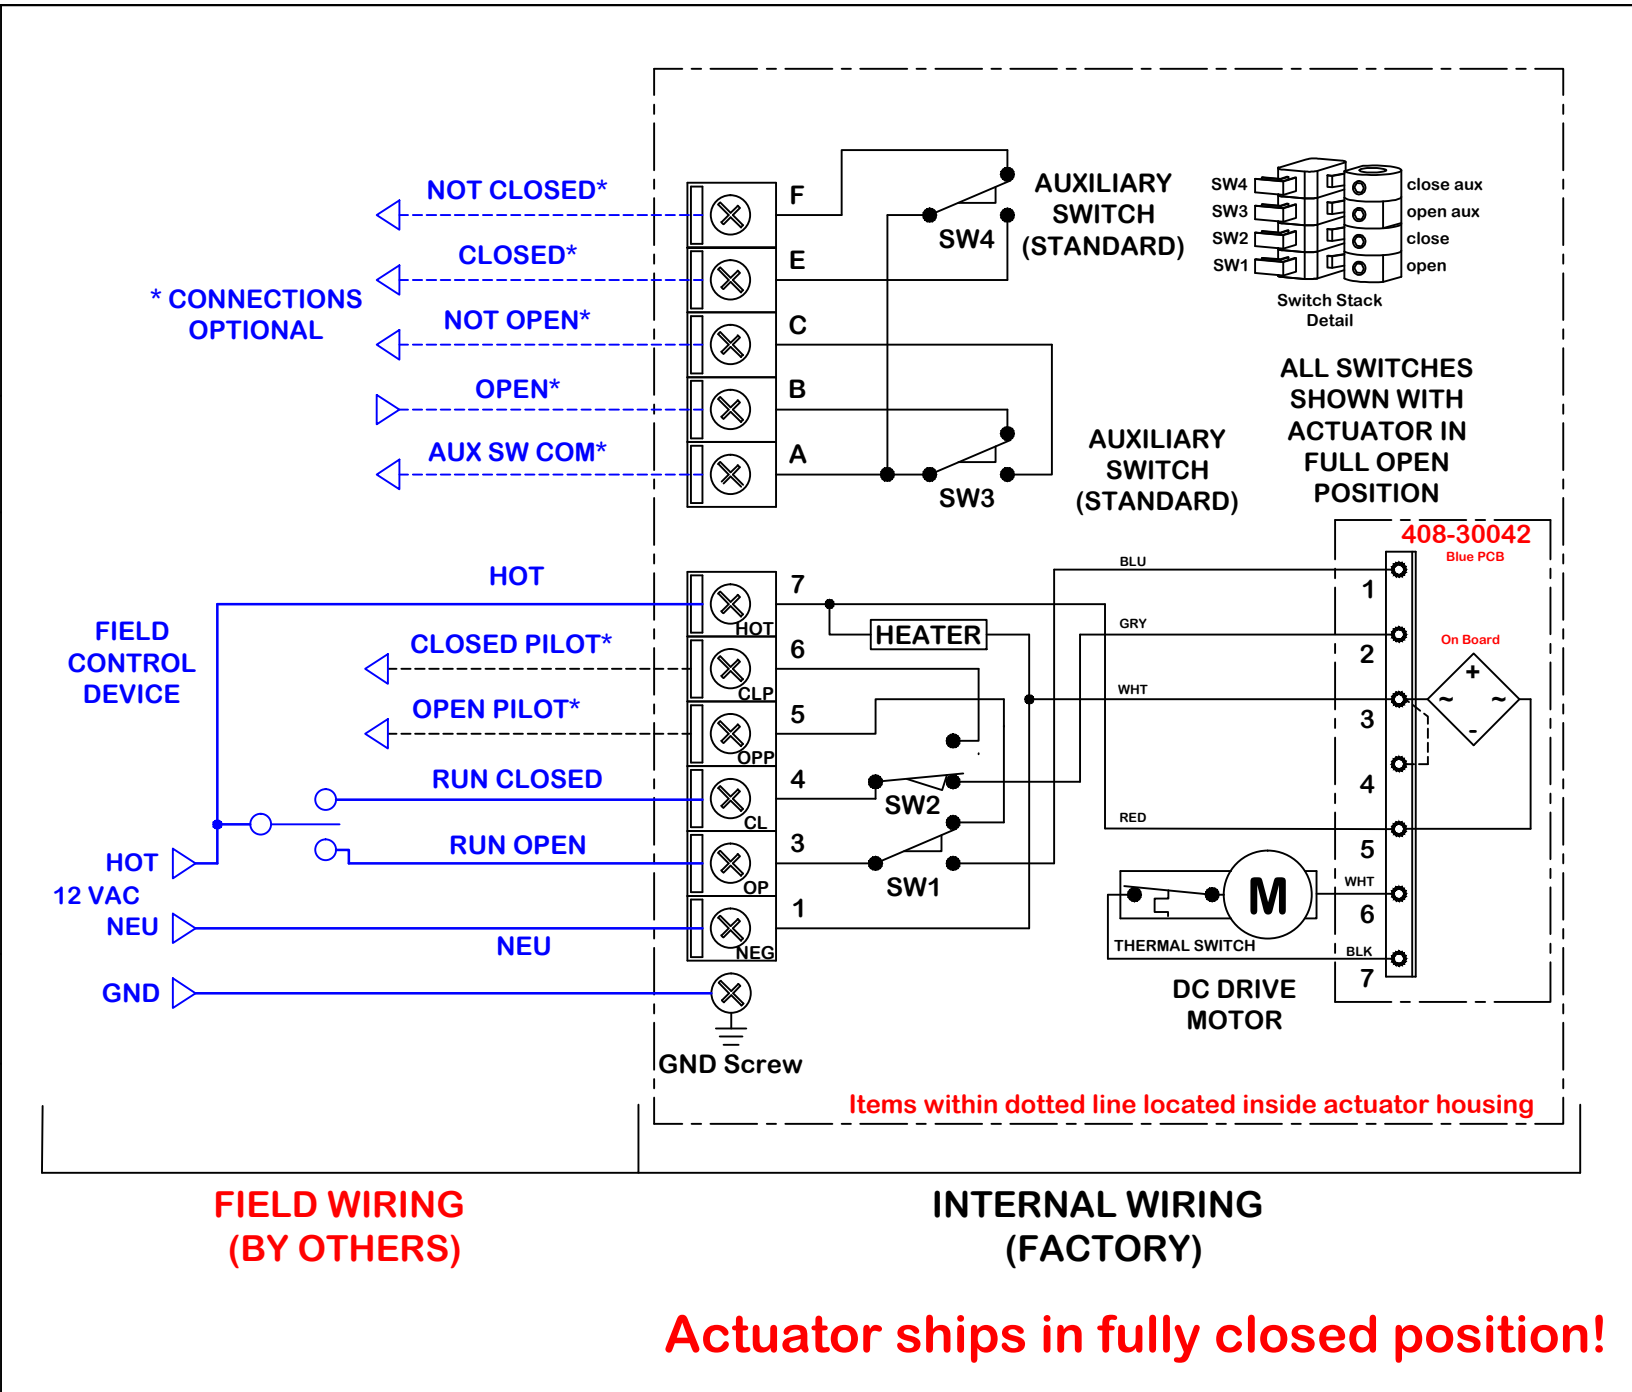 NOT CLOSED*
CLOSED*
* CONNECTIONS
OPTIONAL
NOT OPEN*
OPEN*
AUX SW COM*
F
E
C
B
A
SW4
AUXILIARY
SWITCH
(STANDARD)
SW3
AUXILIARY
SWITCH
(STANDARD)
SW4
SW3
SW2
SW1
close aux
open aux
close
open
Switch Stack
Detail
ALL SWITCHES
SHOWN WITH
ACTUATOR IN
FULL OPEN
POSITION
HOT
FIELD
CONTROL
DEVICE
CLOSED PILOT*
OPEN PILOT*
RUN CLOSED
RUN OPEN
HOT
12 VAC
NEU
NEU
GND
7
HOT
6
CLP
5
OPP
4
CL
3
OP
1
NEG
GND Screw
HEATER
SW2
SW1
BLU
GRY
WHT
RED
WHT
BLK
THERMAL SWITCH
M
DC DRIVE
MOTOR
408-30042
Blue PCB
On Board
1
2
3
4
5
6
7
+
~ ~
-
Items within dotted line located inside actuator housing
FIELD WIRING
(BY OTHERS)
INTERNAL WIRING
(FACTORY)
Actuator ships in fully closed position!